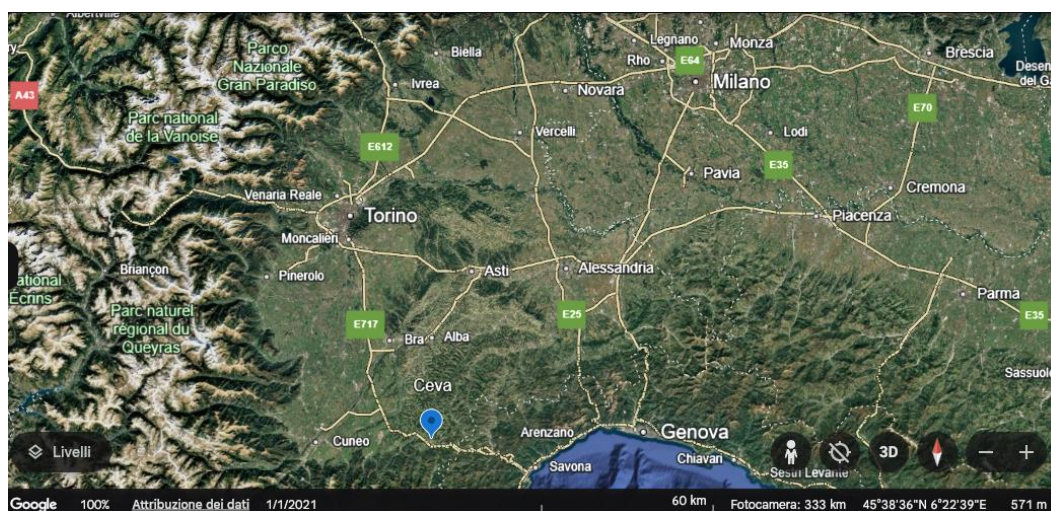 Albertville
Parco
Nazionale
Gran Paradiso
Biella
Legnano
Monza
Rho
E64
Brescia
A43
Ivrea
Novara
Milano
Desen
del G
E70
Parc national
de la Vanoise
E612
Vercelli
Lodi
Pavia
E35
Venaria Reale
Torino
Cremona
Moncalieri
Piacenza
Briançon
Pinerolo
Asti
Alessandria
ational
Écrins
Parc naturel
régional du
Queyras
E717
E25
Parma
E35
Bra
Alba
Sassuol
Ceva
Cuneo
Arenzano
Genova
Savona
Chiavari
Sestri Levante
Livelli
3D
Google 100% Attribuzione dei dati 1/1/2021 60 km Fotocamera: 333 km 45°38'36"N 6°22'39"E 571 m